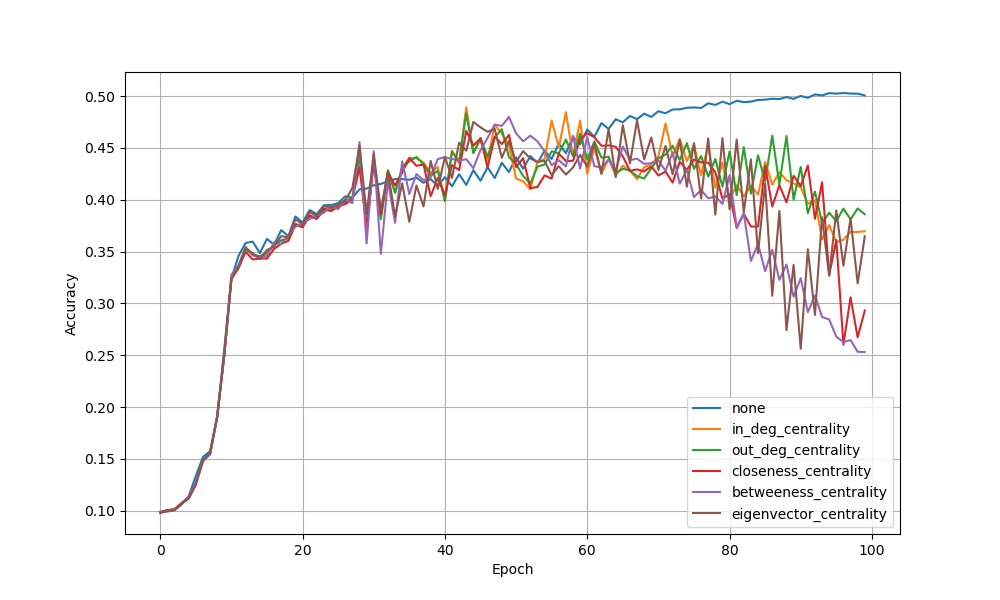 0.50
0.45
0.40
0.35
0.30
0.25
0.20
0.15
0.10
Accuracy
0
20
40
60
80
100
Epoch
none
in_deg_centrality
out_deg_centrality
closeness_centrality
betweeness_centrality
eigenvector_centrality